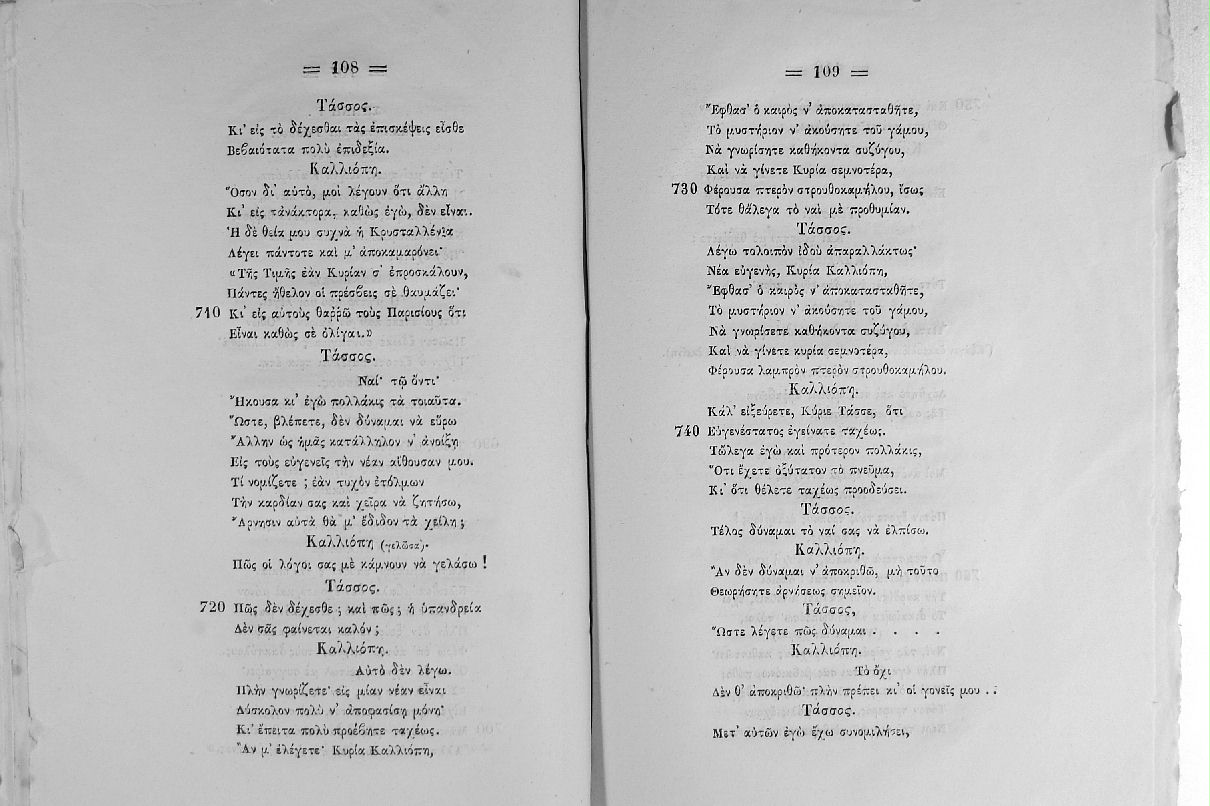 = 108 =
Τάσσος.
Κι' εἰς τὸ δέχεσθαι τὰς ἐπισκέψεις εἶσθε
Βεβαιότατα πολὺ ἐπιδεξία.
Καλλιόπη.
Ὅσον δι' αὐτὸ, μοὶ λέγουν ὅτι ἄλλη
Κι' εἰς τἀνάκτορα, καθὼς ἐγὼ, δὲν εἶναι.
Ἡ δὲ θεία μου συχνὰ ἡ Κρυσταλλένια
Λέγει πάντοτε καὶ μ' ἀποκαμαρόνει·
«Τῆς Τιμῆς ἐὰν Κυρίαν σ' ἐπροσκάλουν,
Πάντες ἤθελον οἱ πρέσβεις σὲ θαυμάζει·
710 Κι' εἰς αὐτοὺς θαῤῥῶ τοὺς Παρισίους ὅτι
Εἶναι καθὼς σὲ ὀλίγαι.»
Τάσσος.
Ναί· τῷ ὄντι·
Ἤκουσα κι' ἐγὼ πολλάκις τὰ τοιαῦτα.
Ὥστε, βλέπετε, δὲν δύναμαι νὰ εὕρω
Ἄλλην ὡς ἡμᾶς κατάλληλον ν' ἀνοίξῃ
Εἰς τοὺς εὐγενεῖς τὴν νέαν αἴθουσαν μου.
Τί νομίζετε ; ἐὰν τυχὸν ἐτόλμων
Τὴν καρδίαν σας καὶ χεῖρα νὰ ζητήσω,
Ἄρνησιν αὐτὰ θὰ μ' ἔδιδον τὰ χείλη ;
Καλλιόπη (γελῶσα).
Πῶς οἱ λόγοι σας μὲ κάμνουν νὰ γελάσω !
Τάσσος.
720 Πῶς δὲν δέχεσθε ; καὶ πῶς ; ἡ ὑπανδρεία
Δὲν σᾶς φαίνεται καλόν ;
Καλλιόπη.
Αὐτὸ δὲν λέγω.
Πλὴν γνωρίζετε· εἰς μίαν νέαν εἶναι
Δύσκολον πολὺ ν' ἀποφασίσῃ μόνη·
Κι' ἔπειτα πολὺ προέβητε ταχέως.
Ἂν μ' ἐλέγετε· Κυρία Καλλιόπη,
= 109 =
Ἔφθασ' ὁ καιρὸς ν' ἀποκατασταθῆτε,
Τὸ μυστήριον ν' ἀκούσητε τοῦ γάμου,
Νὰ γνωρίσητε καθήκοντα συζύγου,
Καὶ νὰ γίνετε Κυρία σεμνοτέρα,
730 Φέρουσα πτερὸν στρουθοκαμήλου, ἴσως
Τότε θἄλεγα τὸ ναὶ μὲ προθυμίαν.
Τάσσος.
Λέγω τολοιπὸν ἰδοὺ ἀπαραλλάκτως·
Νέα εὐγενὴς, Κυρία Καλλιόπη,
Ἔφθασ' ὁ καιρὸς ν' ἀποκατασταθῆτε,
Τὸ μυστήριον ν' ἀκούσητε τοῦ γάμου,
Νὰ γνωρίσετε καθήκοντα συζύγου,
Καὶ νὰ γίνετε κυρία σεμνοτέρα,
Φέρουσα λαμπρὸν πτερὸν στρουθοκαμήλου.
Καλλιόπη.
Κάλ' εἰξεύρετε, Κύριε Τάσσε, ὅτι
740 Εὐγενέστατος ἐγείνατε ταχέως.
Τὤλεγα ἐγὼ καὶ πρότερον πολλάκις,
Ὅτι ἔχετε ὀξύτατον τὸ πνεῦμα,
Κι' ὅτι θέλετε ταχέως προοδεύσει.
Τάσσος.
Τέλος δύναμαι τὸ ναί σας νὰ ἐλπίσω.
Καλλιόπη.
Ἂν δὲν δύναμαι ν' ἀποκριθῶ, μὴ τοῦτο
Θεωρήσητε ἀρνήσεως σημεῖον.
Τάσσος,
Ὥστε λέγετε πῶς δύναμαι . . . .
Καλλιόπη.
Τὸ ὄχι
Δὲν θ' ἀποκριθῶ· πλὴν πρέπει κι' οἱ γονεῖς μου . .
Τάσσος.
Μετ' αὐτῶν ἐγὼ ἔχω συνομιλήσει,